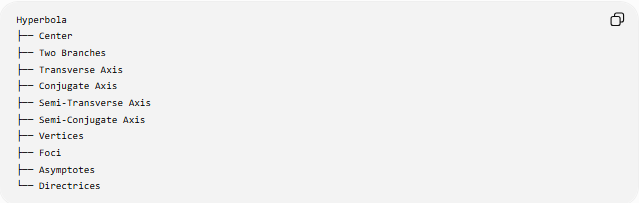 Hyperbola
├── Center
├── Two Branches
├── Transverse Axis
├── Conjugate Axis
├── Semi-Transverse Axis
├── Semi-Conjugate Axis
├── Vertices
├── Foci
├── Asymptotes
└── Directrices